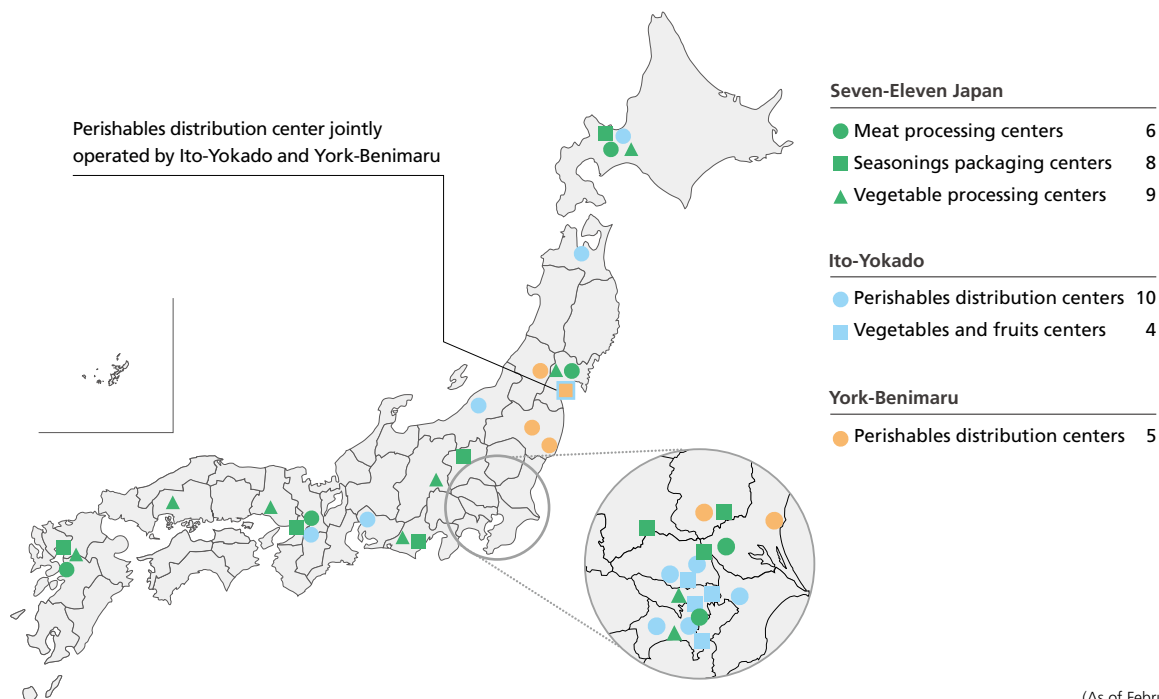 Perishables distribution center jointly
operated by Ito-Yokado and York-Benimaru
Seven-Eleven Japan
Meat processing centers 6
Seasonings packaging centers 8
Vegetable processing centers 9
Ito-Yokado
Perishables distribution centers 10
Vegetables and fruits centers 4
York-Benimaru
Perishables distribution centers 5
(As of